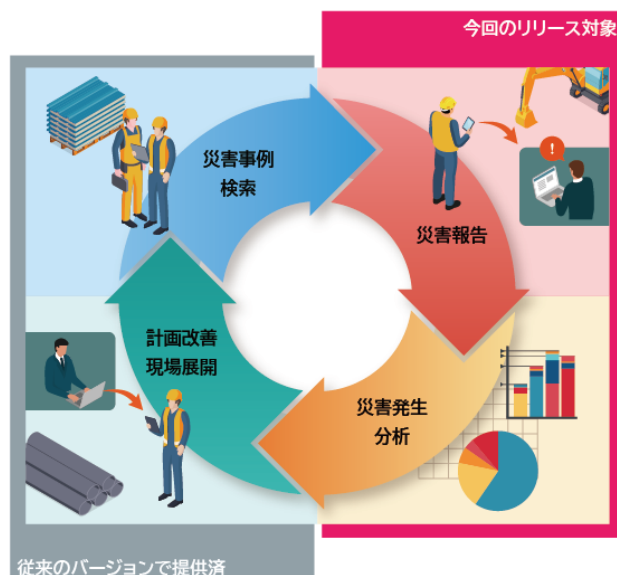 今回のリリース対象
災害事例
検索
災害報告
計画改善
現場展開
災害発生
分析
従来のバージョンで提供済